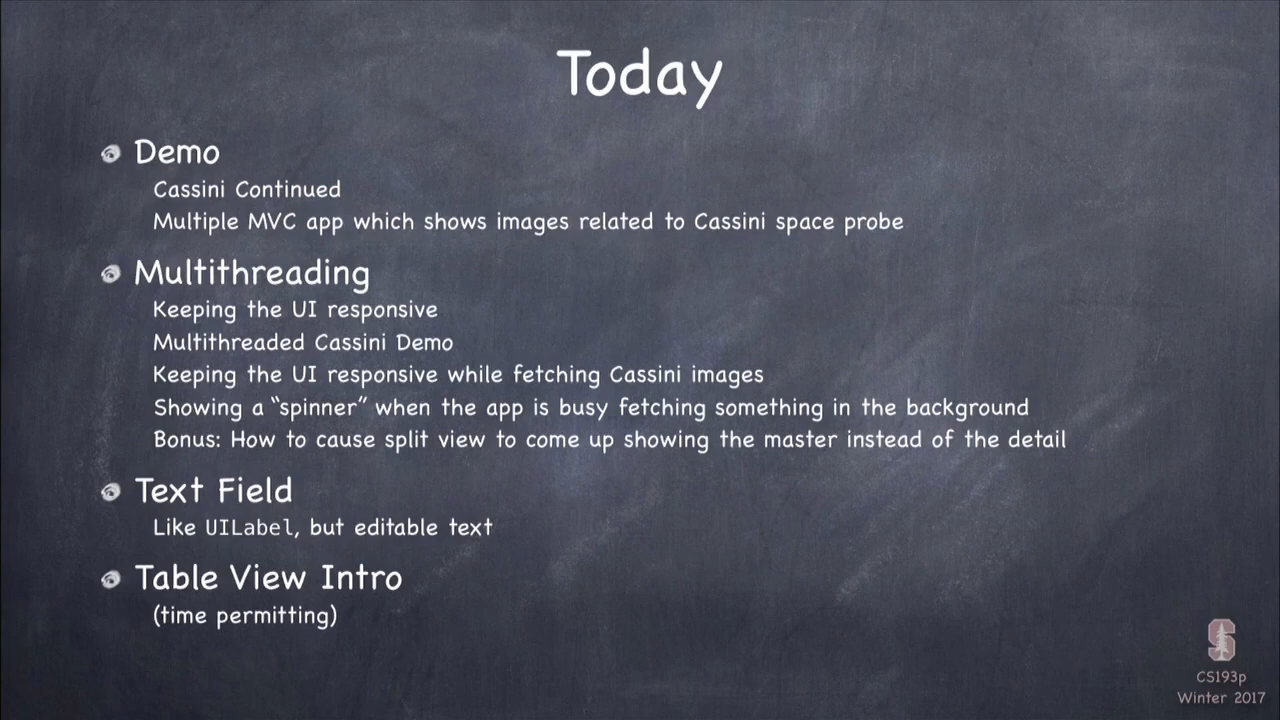 Today
Demo
Cassini Continued
Multiple MVC app which shows images related to Cassini space probe
Multithreading
Keeping the UI responsive
Multithreaded Cassini Demo
Keeping the UI responsive while fetching Cassini images
Showing a “spinner” when the app is busy fetching something in the background
Bonus: How to cause split view to come up showing the master instead of the detail
Text Field
Like UILabel, but editable text
Table View Intro
(time permitting)
S
CS193p
Winter 2017